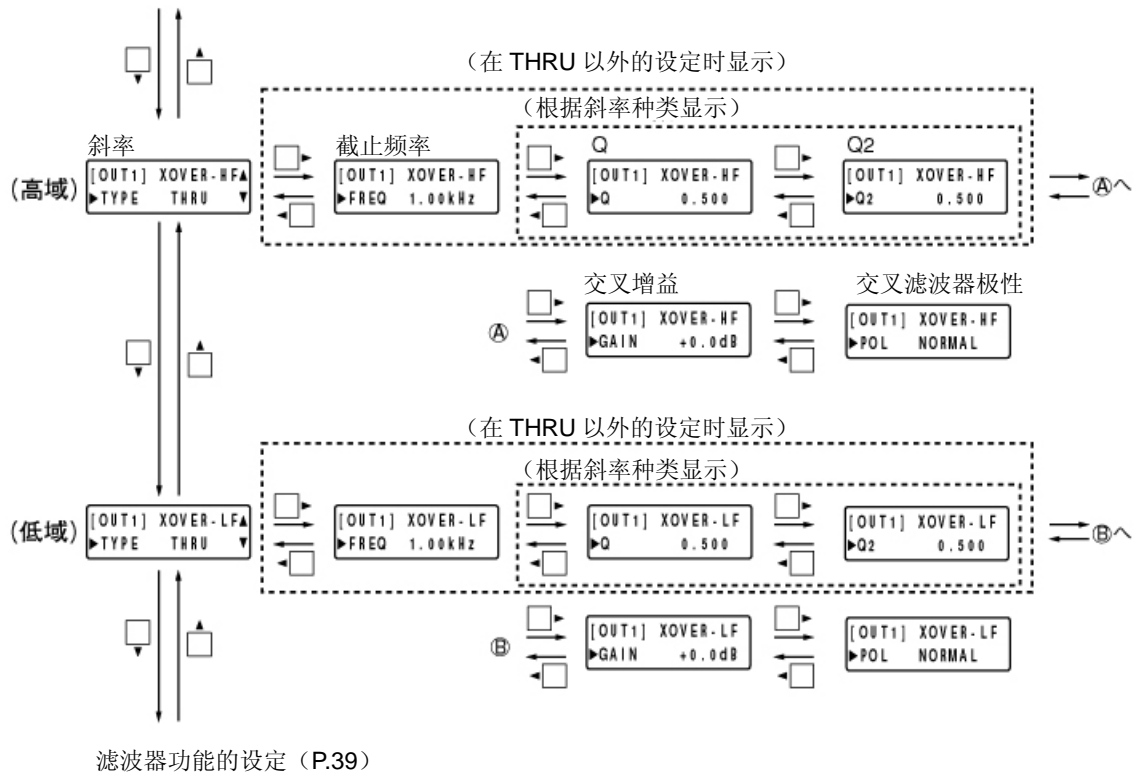 （在 THRU 以外的设定时显示）
（根据斜率种类显示）
斜率
截止频率
Q
Q2
(高域)
[OUT1] XOVER-HF▲
▶TYPE THRU ▼
[OUT1] XOVER-HF
▶FREQ 1.00kHz
[OUT1] XOVER-HF
▶Q 0.500
[OUT1] XOVER-HF
▶Q2 0.500
Ⓐへ
交叉增益
交叉滤波器极性
Ⓐ
[OUT1] XOVER-HF
▶GAIN +0.0dB
[OUT1] XOVER-HF
▶POL NORMAL
（在 THRU 以外的设定时显示）
（根据斜率种类显示）
(低域)
[OUT1] XOVER-LF▲
▶TYPE THRU ▼
[OUT1] XOVER-LF
▶FREQ 1.00kHz
[OUT1] XOVER-LF
▶Q 0.500
[OUT1] XOVER-LF
▶Q2 0.500
Ⓑへ
Ⓑ
[OUT1] XOVER-LF
▶GAIN +0.0dB
[OUT1] XOVER-LF
▶POL NORMAL
滤波器功能的设定（P.39）